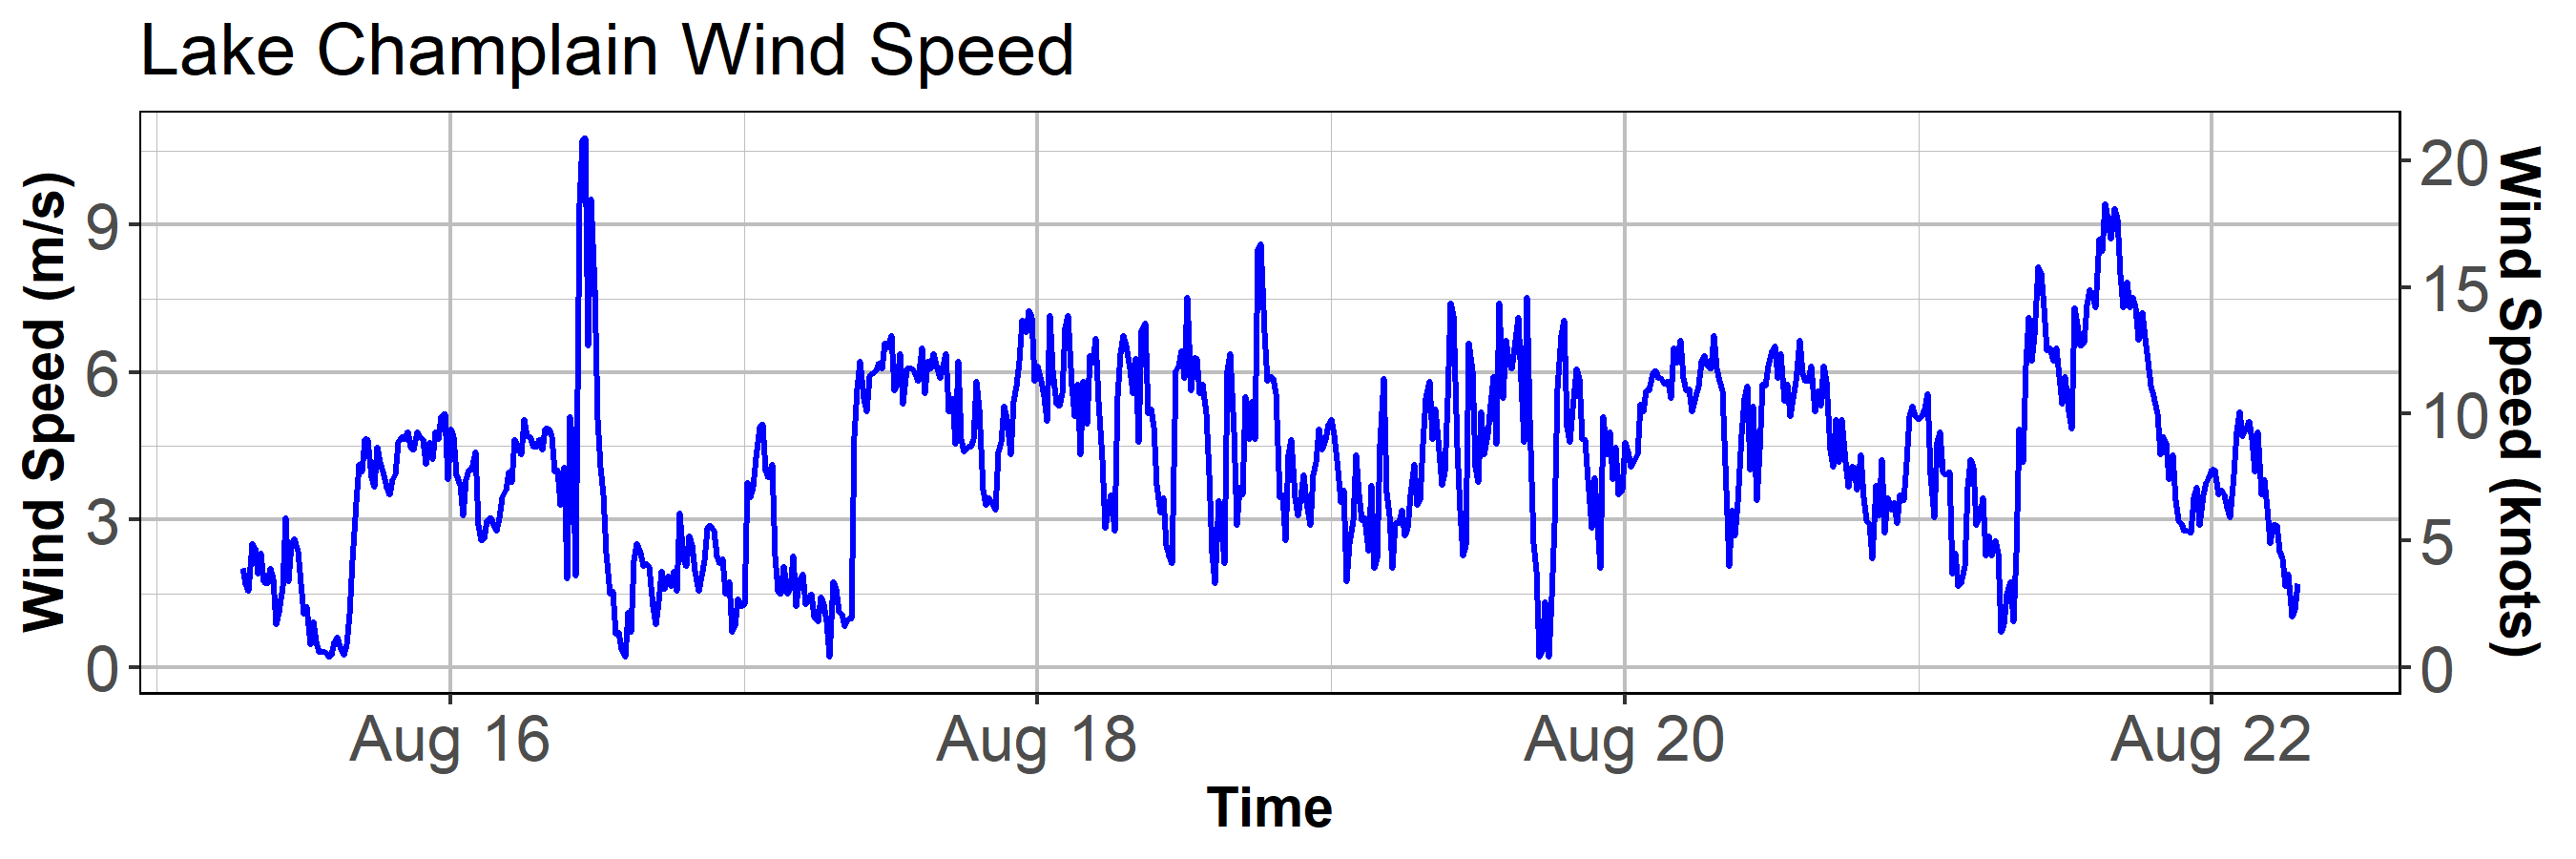 Lake Champlain Wind Speed
Wind Speed (m/s)
9
6
3
0
20
15
10
5
0
Wind Speed (knots)
Aug 16
Aug 18
Aug 20
Aug 22
Time